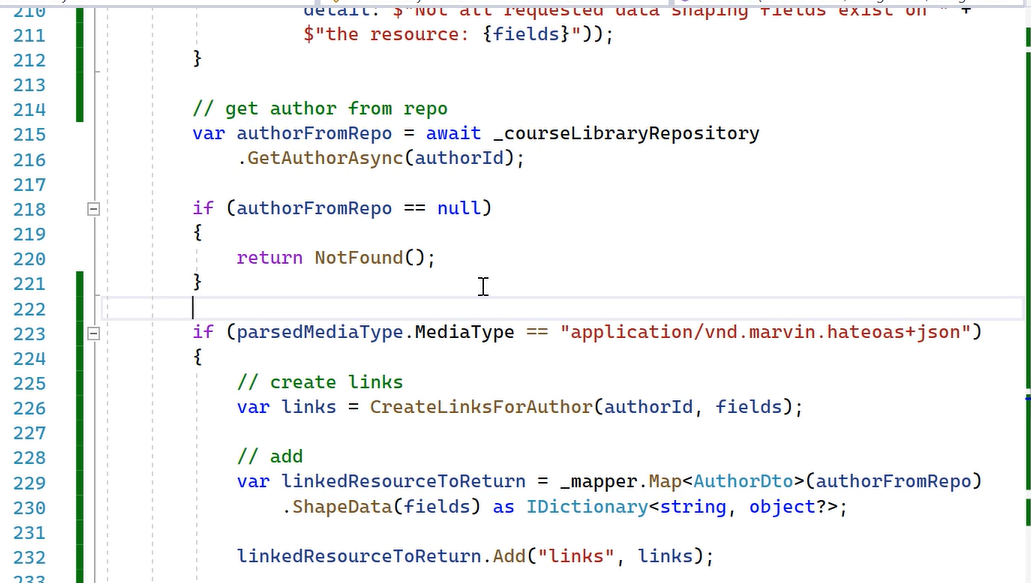 210 detail: $"Not all requested data shaping fields exist on " +
211 $"the resource: {fields}"));
212 }
213
214 // get author from repo
215 var authorFromRepo = await _courseLibraryRepository
216 .GetAuthorAsync(authorId);
217
218 if (authorFromRepo == null)
219 {
220 return NotFound();
221 }
222
223 if (parsedMediaType.MediaType == "application/vnd.marvin.hateoas+json")
224 {
225 // create links
226 var links = CreateLinksForAuthor(authorId, fields);
227
228 // add
229 var linkedResourceToReturn = _mapper.Map<AuthorDto>(authorFromRepo)
230 .ShapeData(fields) as IDictionary<string, object?>;
231
232 linkedResourceToReturn.Add("links", links);
233